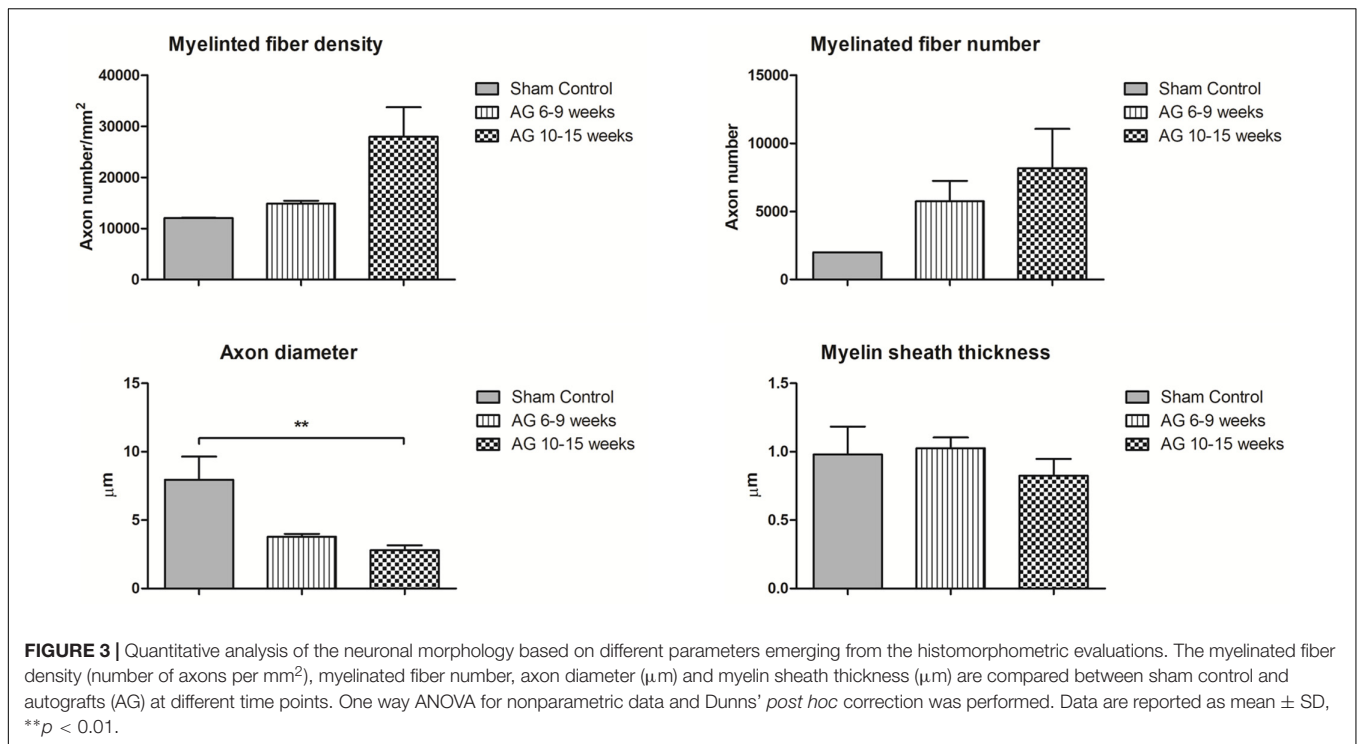 Myelinted fiber density
40000
30000
20000
10000
0
Axon number/mm²
Sham Control
AG 6-9 weeks
AG 10-15 weeks
Myelinated fiber number
15000
10000
5000
0
Axon number
Sham Control
AG 6-9 weeks
AG 10-15 weeks
Axon diameter
15
10
5
0
μm
**
Sham Control
AG 6-9 weeks
AG 10-15 weeks
Myelin sheath thickness
1.5
1.0
0.5
0.0
μm
Sham Control
AG 6-9 weeks
AG 10-15 weeks
FIGURE 3 | Quantitative analysis of the neuronal morphology based on different parameters emerging from the histomorphometric evaluations. The myelinated fiber
density (number of axons per mm²), myelinated fiber number, axon diameter (μm) and myelin sheath thickness (μm) are compared between sham control and
autografts (AG) at different time points. One way ANOVA for nonparametric data and Dunns' post hoc correction was performed. Data are reported as mean ± SD,
**p < 0.01.